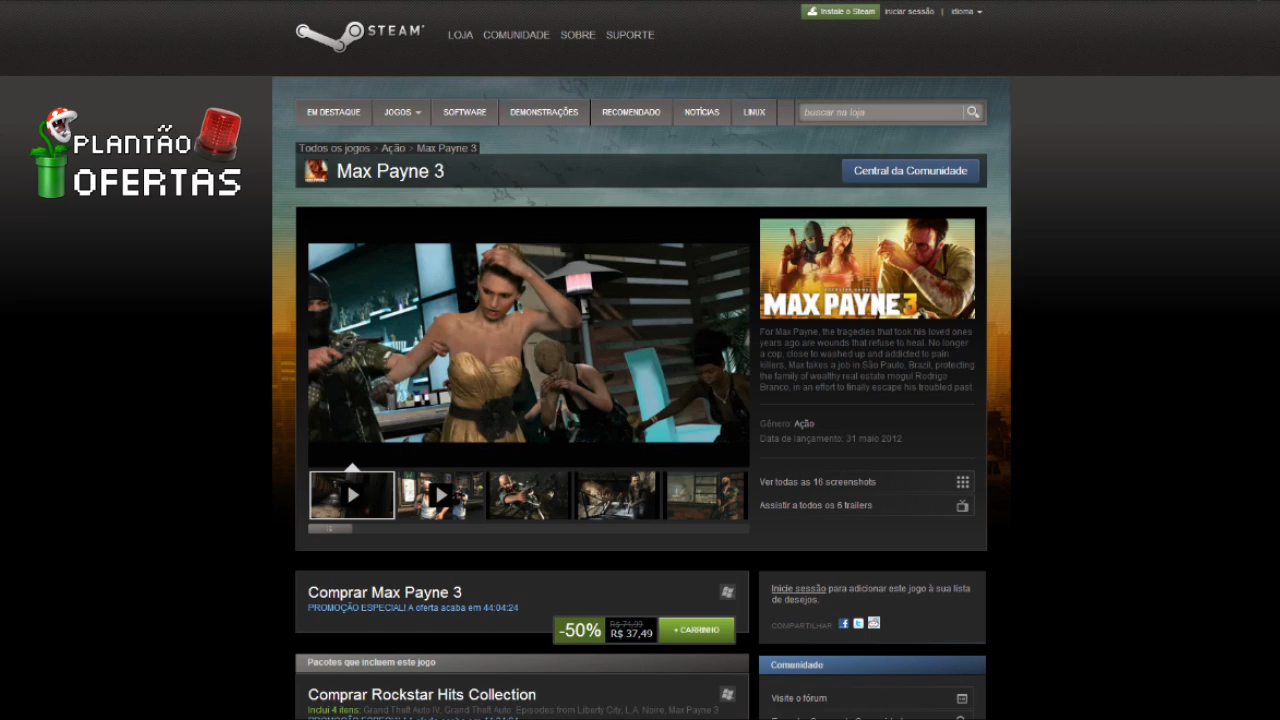 Instale o Steam iniciar sessão | idioma
STEAM
LOJA COMUNIDADE SOBRE SUPORTE
PLANTÃO
OFERTAS
EM DESTAQUE JOGOS SOFTWARE DEMONSTRAÇÕES RECOMENDADO NOTÍCIAS LINUX buscar na loja
Todos os jogos > Ação > Max Payne 3
Max Payne 3
Central da Comunidade
MAX PAYNE 3
For Max Payne, the tragedies that took his loved ones
years ago are wounds that refuse to heal. No longer
a cop, close to washed up and addicted to pain
killers, Max takes a job in São Paulo, Brazil, protecting
the family of wealthy real estate mogul Rodrigo
Branco, in an effort to finally escape his troubled past.
Gênero: Ação
Data de lançamento: 31 maio 2012
Ver todas as 16 screenshots
Assistir a todos os 6 trailers
Comprar Max Payne 3
PROMOÇÃO ESPECIAL! A oferta acaba em 44:04:24
-50% R$ 74,99 R$ 37,49 + CARRINHO
Inicie sessão para adicionar este jogo à sua lista
de desejos.
COMPARTILHAR:
Pacotes que incluem este jogo
Comprar Rockstar Hits Collection
Inclui 4 itens: Grand Theft Auto IV, Grand Theft Auto: Episodes from Liberty City, L.A. Noire, Max Payne 3
PROMOÇÃO ESPECIAL! A oferta acaba em 44:04:24
Comunidade
Visite o fórum